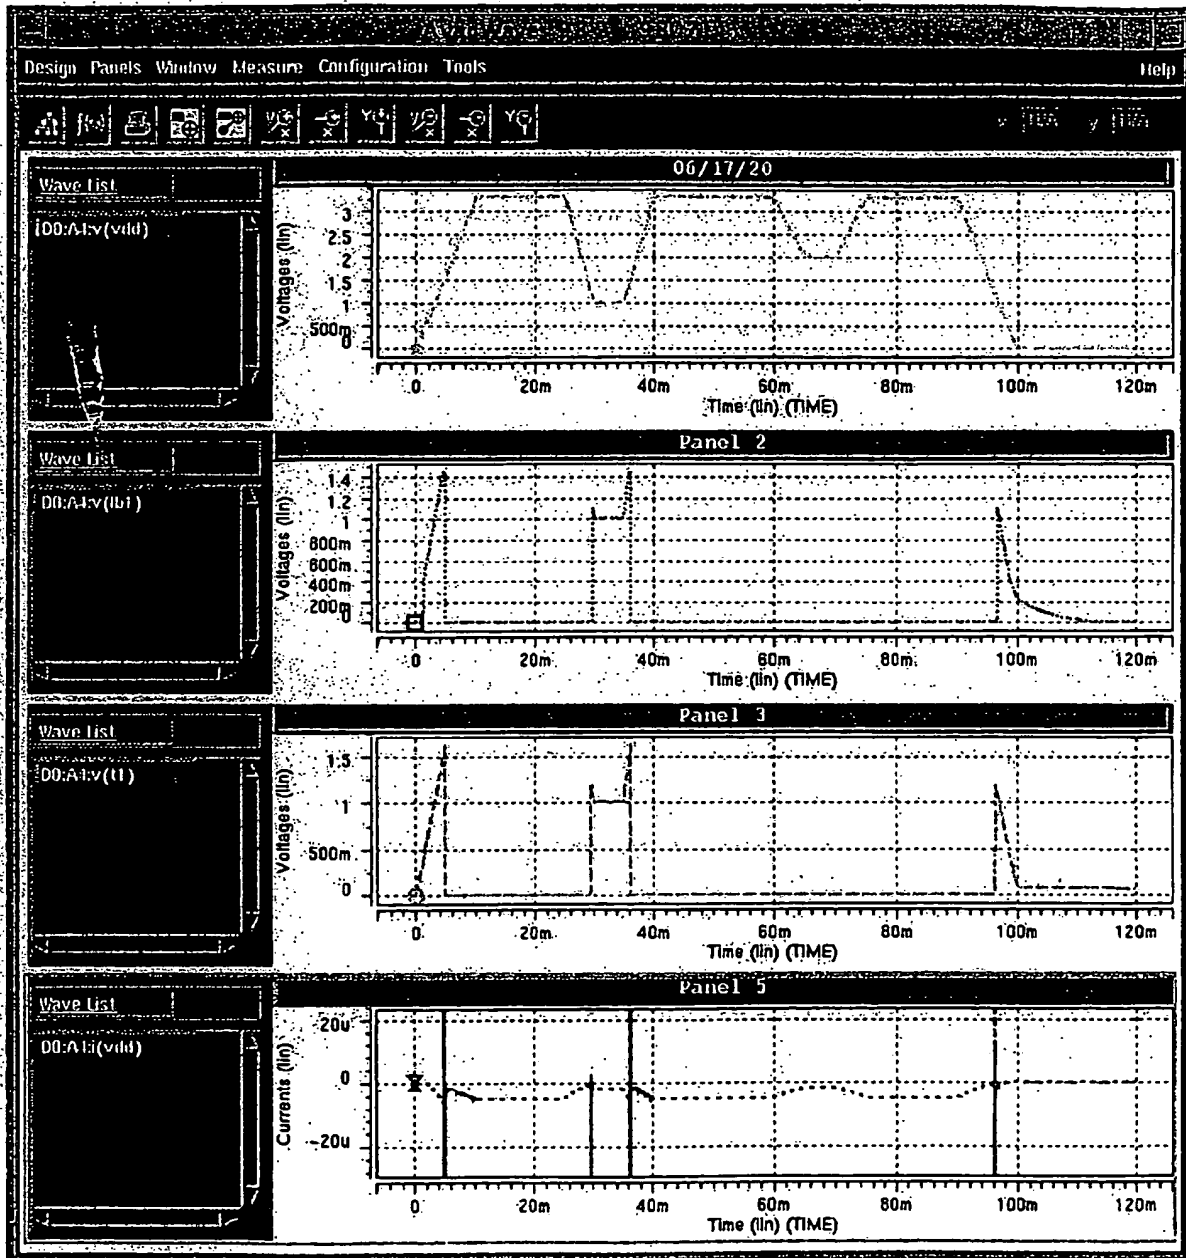 Design Panels Window Measure Configuration Tools Help
x y
06/17/20
Wave List
D0:A4:v(vdd)
Voltages (lin)
3
2.5
2
1.5
1
500m
0
0 20m 40m 60m 80m 100m 120m
Time (lin) (TIME)
Panel 2
Wave List
D0:A4:v(lb1)
Voltages (lin)
1.4
1.2
1
800m
600m
400m
200m
0
0 20m 40m 60m 80m 100m 120m
Time (lin) (TIME)
Panel 3
Wave List
D0:A4:v(t1)
Voltages (lin)
1.5
1
500m
0
0 20m 40m 60m 80m 100m 120m
Time (lin) (TIME)
Panel 5
Wave List
D0:A4:i(vdd)
Currents (lin)
20u
0
-20u
0 20m 40m 60m 80m 100m 120m
Time (lin) (TIME)